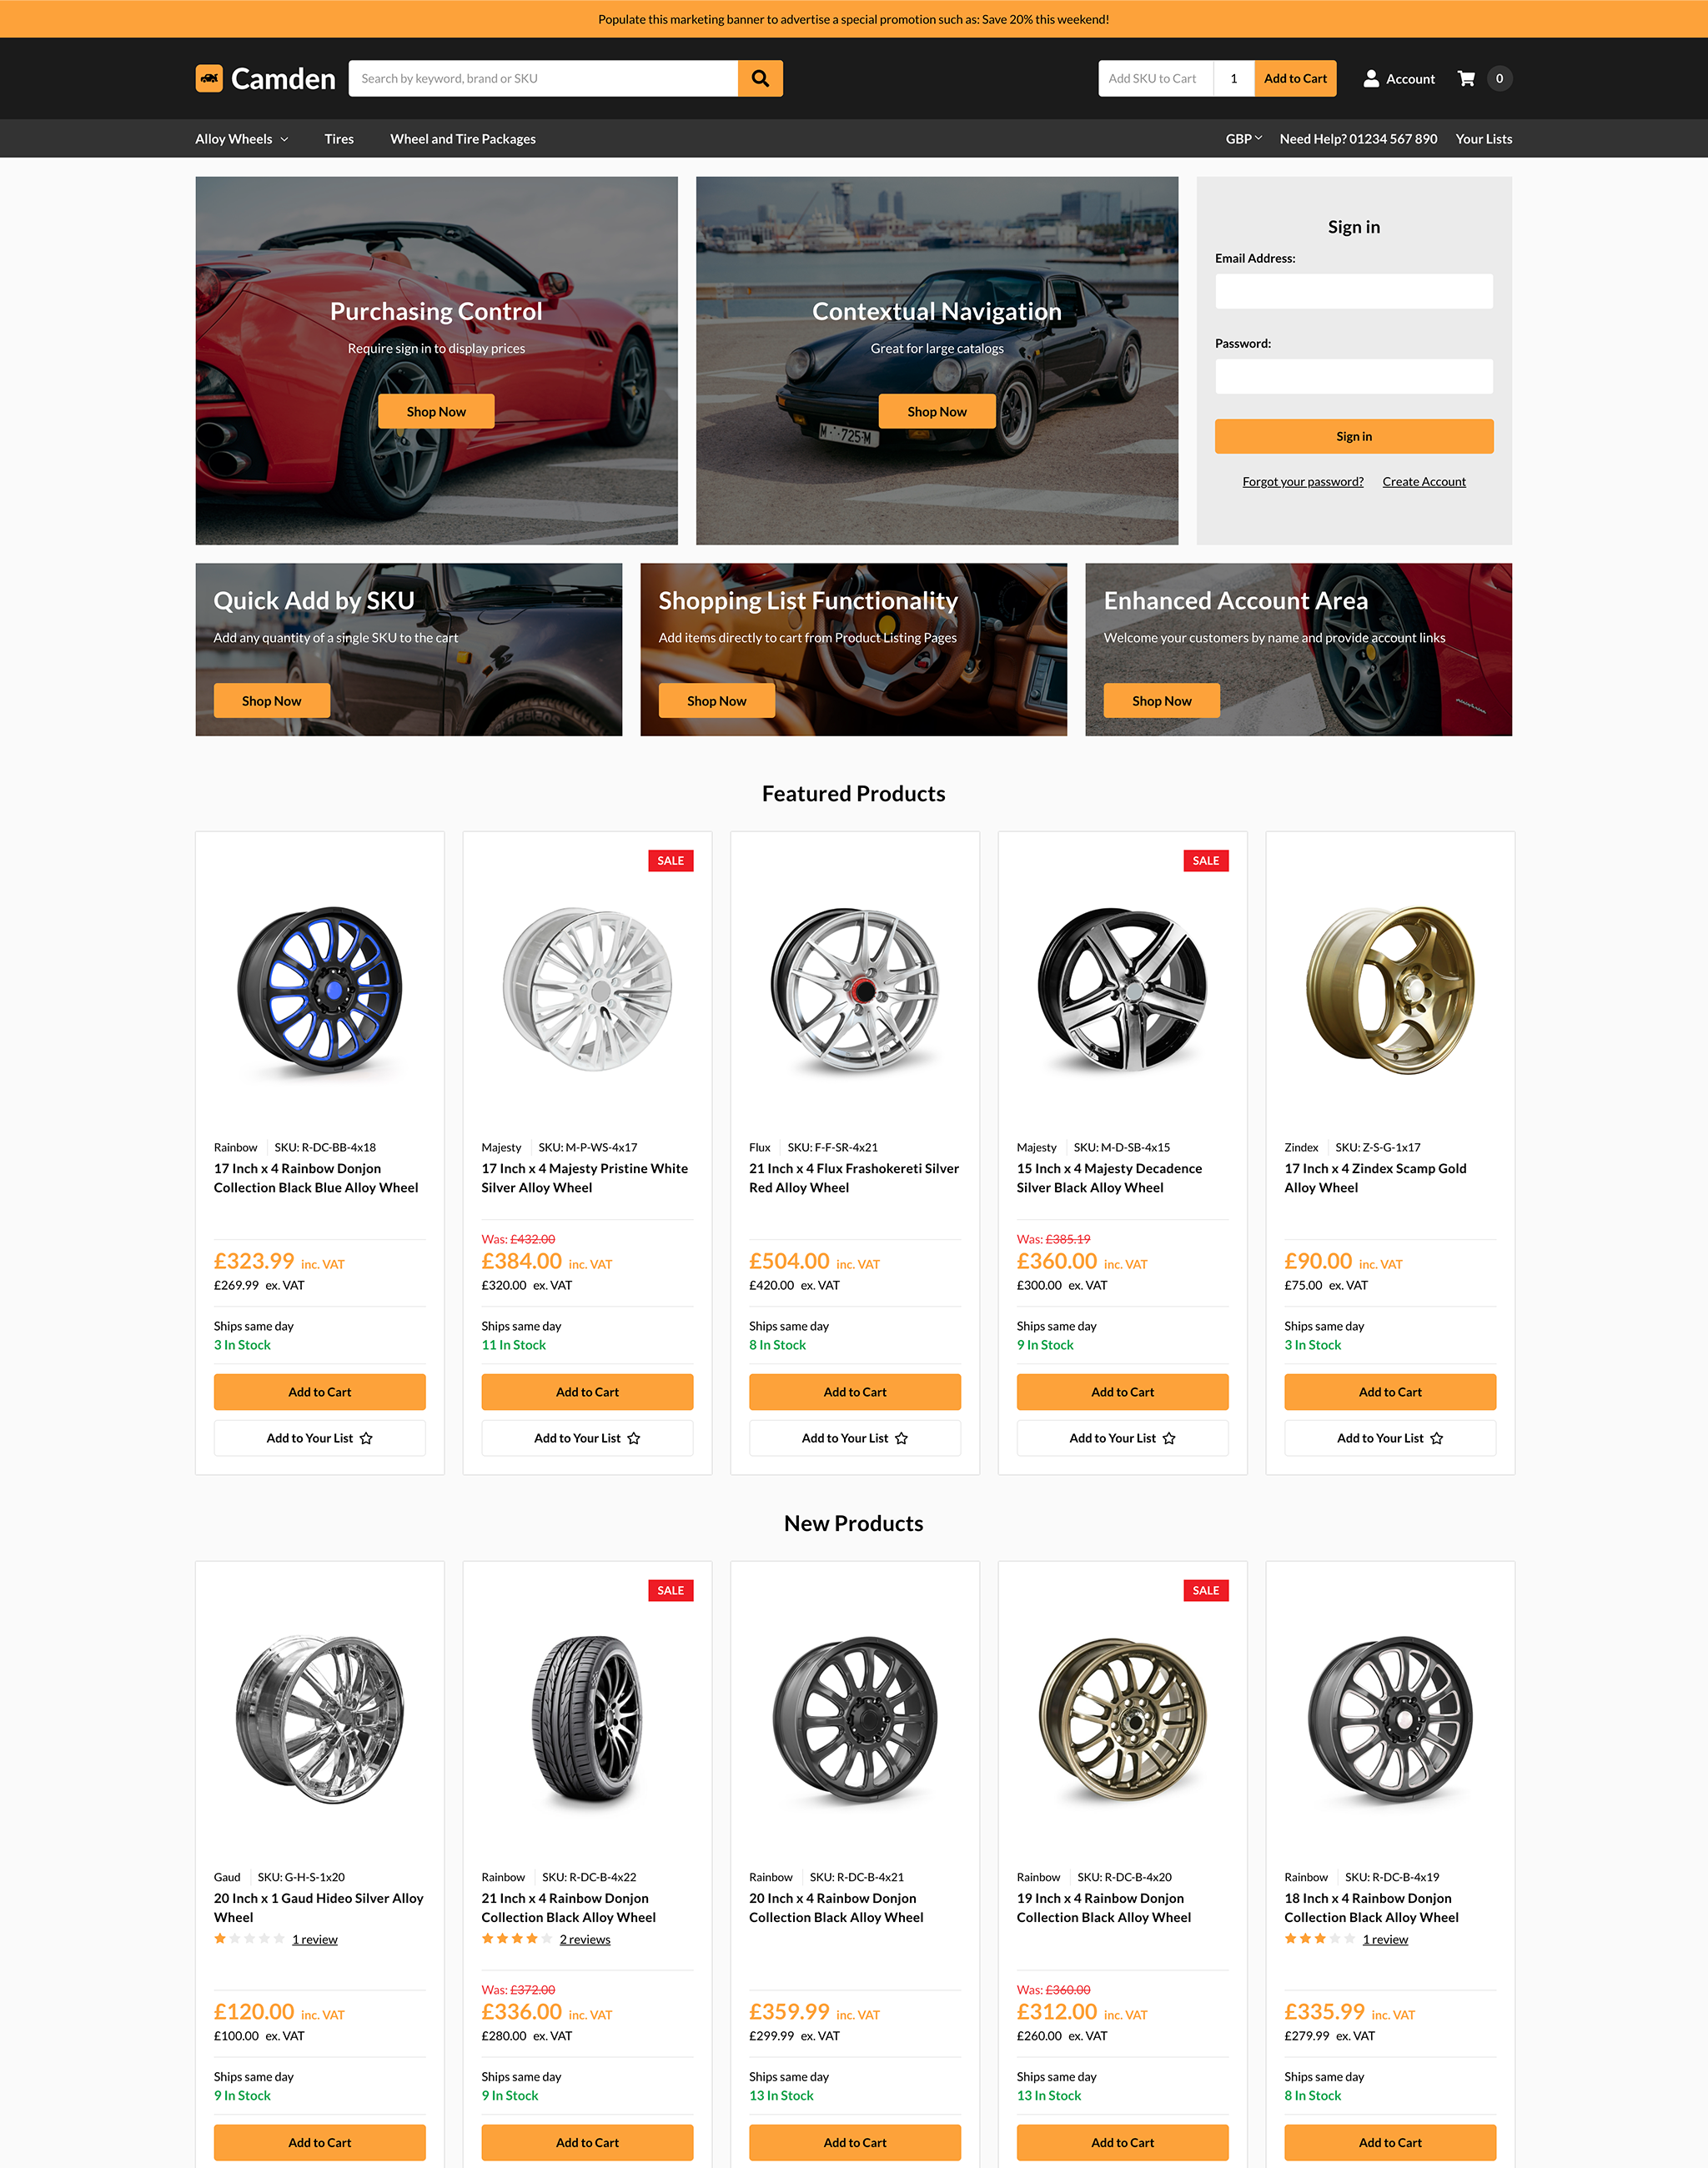 Populate this marketing banner to advertise a special promotion such as: Save 20% this weekend!
Camden
Search by keyword, brand or SKU
Add SKU to Cart
1
Add to Cart
Account
0
Alloy Wheels
Tires
Wheel and Tire Packages
GBP
Need Help? 01234 567 890
Your Lists
Purchasing Control
Require sign in to display prices
Shop Now
Contextual Navigation
Great for large catalogs
Shop Now
Sign in
Email Address:
Password:
Sign in
Forgot your password?
Create Account
Quick Add by SKU
Add any quantity of a single SKU to the cart
Shop Now
Shopping List Functionality
Add items directly to cart from Product Listing Pages
Shop Now
Enhanced Account Area
Welcome your customers by name and provide account links
Shop Now
Featured Products
Rainbow SKU: R-DC-BB-4x18
17 Inch x 4 Rainbow Donjon
Collection Black Blue Alloy Wheel
£323.99 inc. VAT
£269.99 ex. VAT
Ships same day
3 In Stock
Add to Cart
Add to Your List
SALE
Majesty SKU: M-P-WS-4x17
17 Inch x 4 Majesty Pristine White
Silver Alloy Wheel
Was: £432.00
£384.00 inc. VAT
£320.00 ex. VAT
Ships same day
11 In Stock
Add to Cart
Add to Your List
Flux SKU: F-F-SR-4x21
21 Inch x 4 Flux Frashokereti Silver
Red Alloy Wheel
£504.00 inc. VAT
£420.00 ex. VAT
Ships same day
8 In Stock
Add to Cart
Add to Your List
SALE
Majesty SKU: M-D-SB-4x15
15 Inch x 4 Majesty Decadence
Silver Black Alloy Wheel
Was: £385.19
£360.00 inc. VAT
£300.00 ex. VAT
Ships same day
9 In Stock
Add to Cart
Add to Your List
Zindex SKU: Z-S-G-1x17
17 Inch x 4 Zindex Scamp Gold
Alloy Wheel
£90.00 inc. VAT
£75.00 ex. VAT
Ships same day
3 In Stock
Add to Cart
Add to Your List
New Products
Gaud SKU: G-H-S-1x20
20 Inch x 1 Gaud Hideo Silver Alloy
Wheel
1 review
£120.00 inc. VAT
£100.00 ex. VAT
Ships same day
9 In Stock
Add to Cart
SALE
Rainbow SKU: R-DC-B-4x22
21 Inch x 4 Rainbow Donjon
Collection Black Alloy Wheel
2 reviews
Was: £372.00
£336.00 inc. VAT
£280.00 ex. VAT
Ships same day
9 In Stock
Add to Cart
Rainbow SKU: R-DC-B-4x21
20 Inch x 4 Rainbow Donjon
Collection Black Alloy Wheel
£359.99 inc. VAT
£299.99 ex. VAT
Ships same day
13 In Stock
Add to Cart
SALE
Rainbow SKU: R-DC-B-4x20
19 Inch x 4 Rainbow Donjon
Collection Black Alloy Wheel
Was: £360.00
£312.00 inc. VAT
£260.00 ex. VAT
Ships same day
13 In Stock
Add to Cart
Rainbow SKU: R-DC-B-4x19
18 Inch x 4 Rainbow Donjon
Collection Black Alloy Wheel
1 review
£335.99 inc. VAT
£279.99 ex. VAT
Ships same day
8 In Stock
Add to Cart